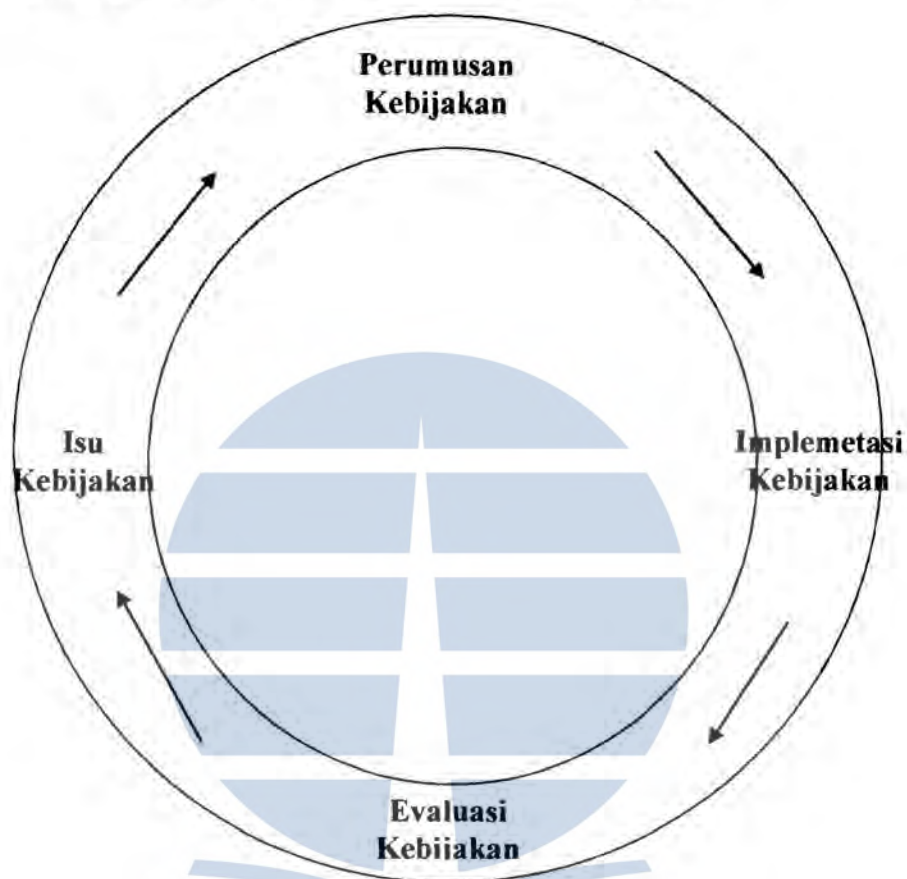 Perumusan
Kebijakan
Isu
Kebijakan
Implemetasi
Kebijakan
Evaluasi
Kebijakan